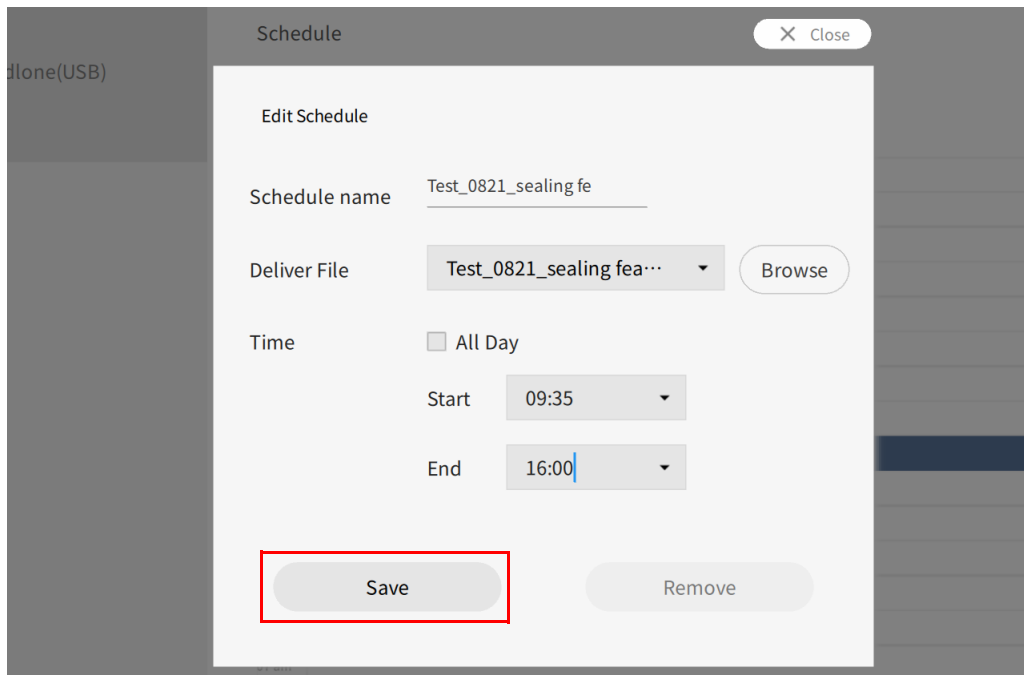 Schedule
Close
dlone(USB)
Edit Schedule
Schedule name
Test_0821_sealing fe
Deliver File
Test_0821_sealing fea···
Browse
Time
All Day
Start
09:35
End
16:00
Save
Remove